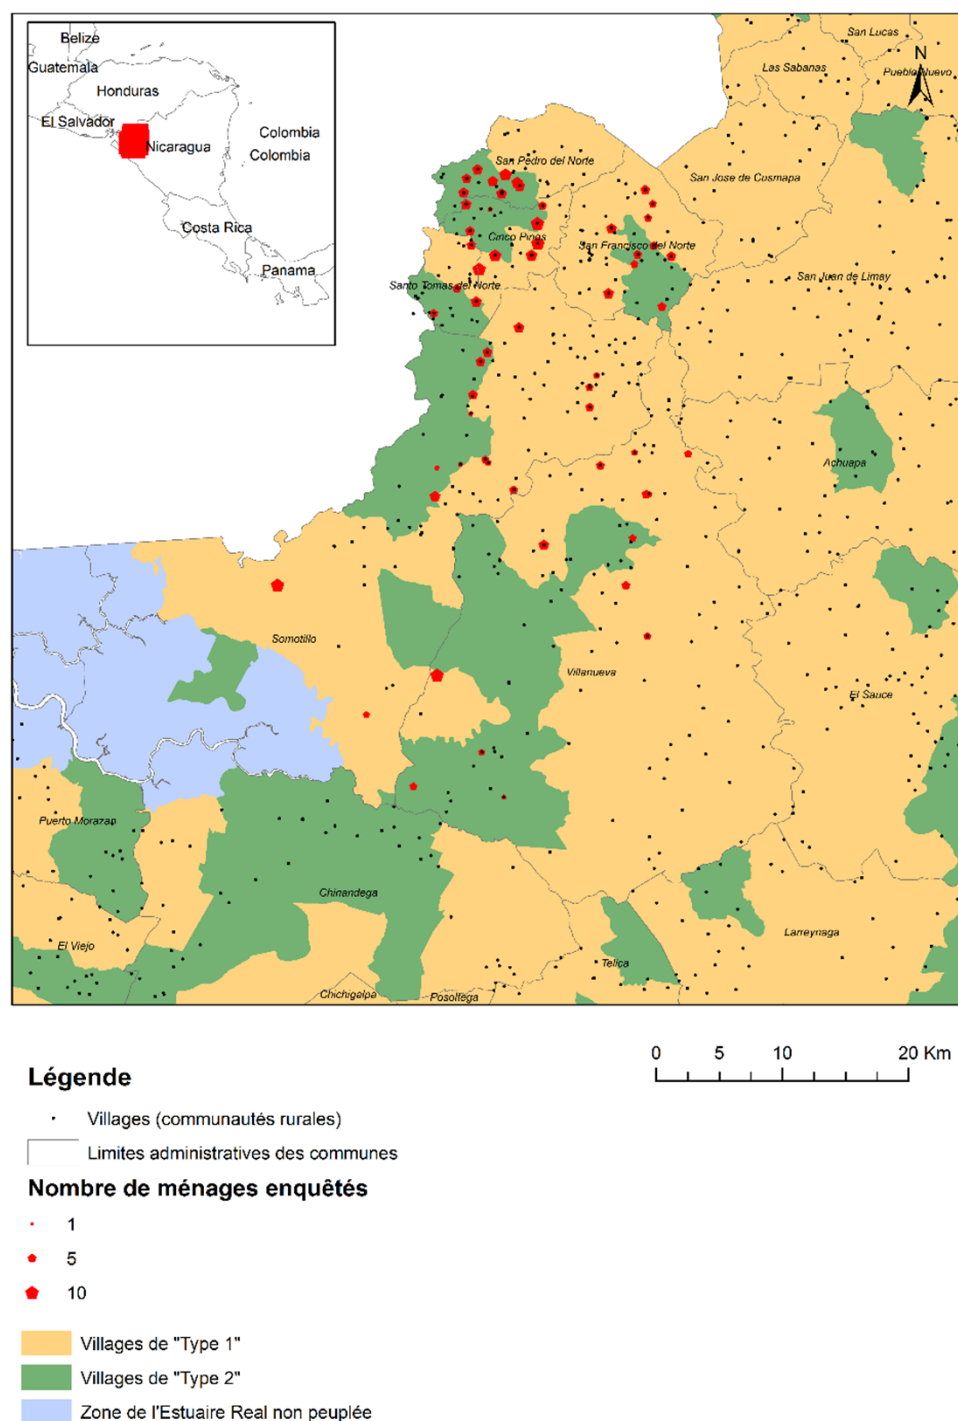 Belize
Guatemala
Honduras
El Salvador
Nicaragua
Colombia
Colombia
Costa Rica
Panama
San Lucas
N
Las Sabanas
Pueblo Nuevo
San Pedro del Norte
San Jose de Cusmapa
Cinco Pinos
San Francisco del Norte
San Juan de Limay
Santo Tomas del Norte
Achuapa
Somotillo
Villanueva
El Sauce
Puerto Morazan
Chinandega
El Viejo
Larreynaga
Telica
Chichigalpa
Posoltega
0 5 10 20 Km
Légende
Villages (communautés rurales)
Limites administratives des communes
Nombre de ménages enquêtés
1
5
10
Villages de "Type 1"
Villages de "Type 2"
Zone de l'Estuaire Real non peuplée